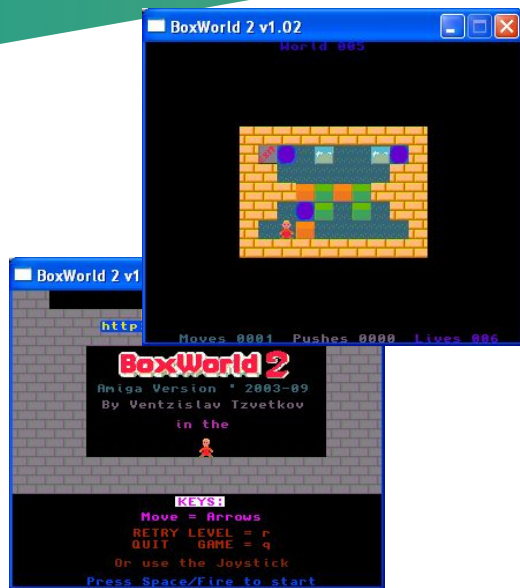 BoxWorld 2 v1.02
World 005
Moves 0001 Pushes 0000 Lives 006
BoxWorld 2 v1
http
BoxWorld 2
Amiga Version * 2003-09
By Ventzislav Tzvetkov
in the
KEYS:
Move = Arrows
RETRY LEVEL = r
QUIT GAME = q
Or use the Joystick
Press Space/Fire to start